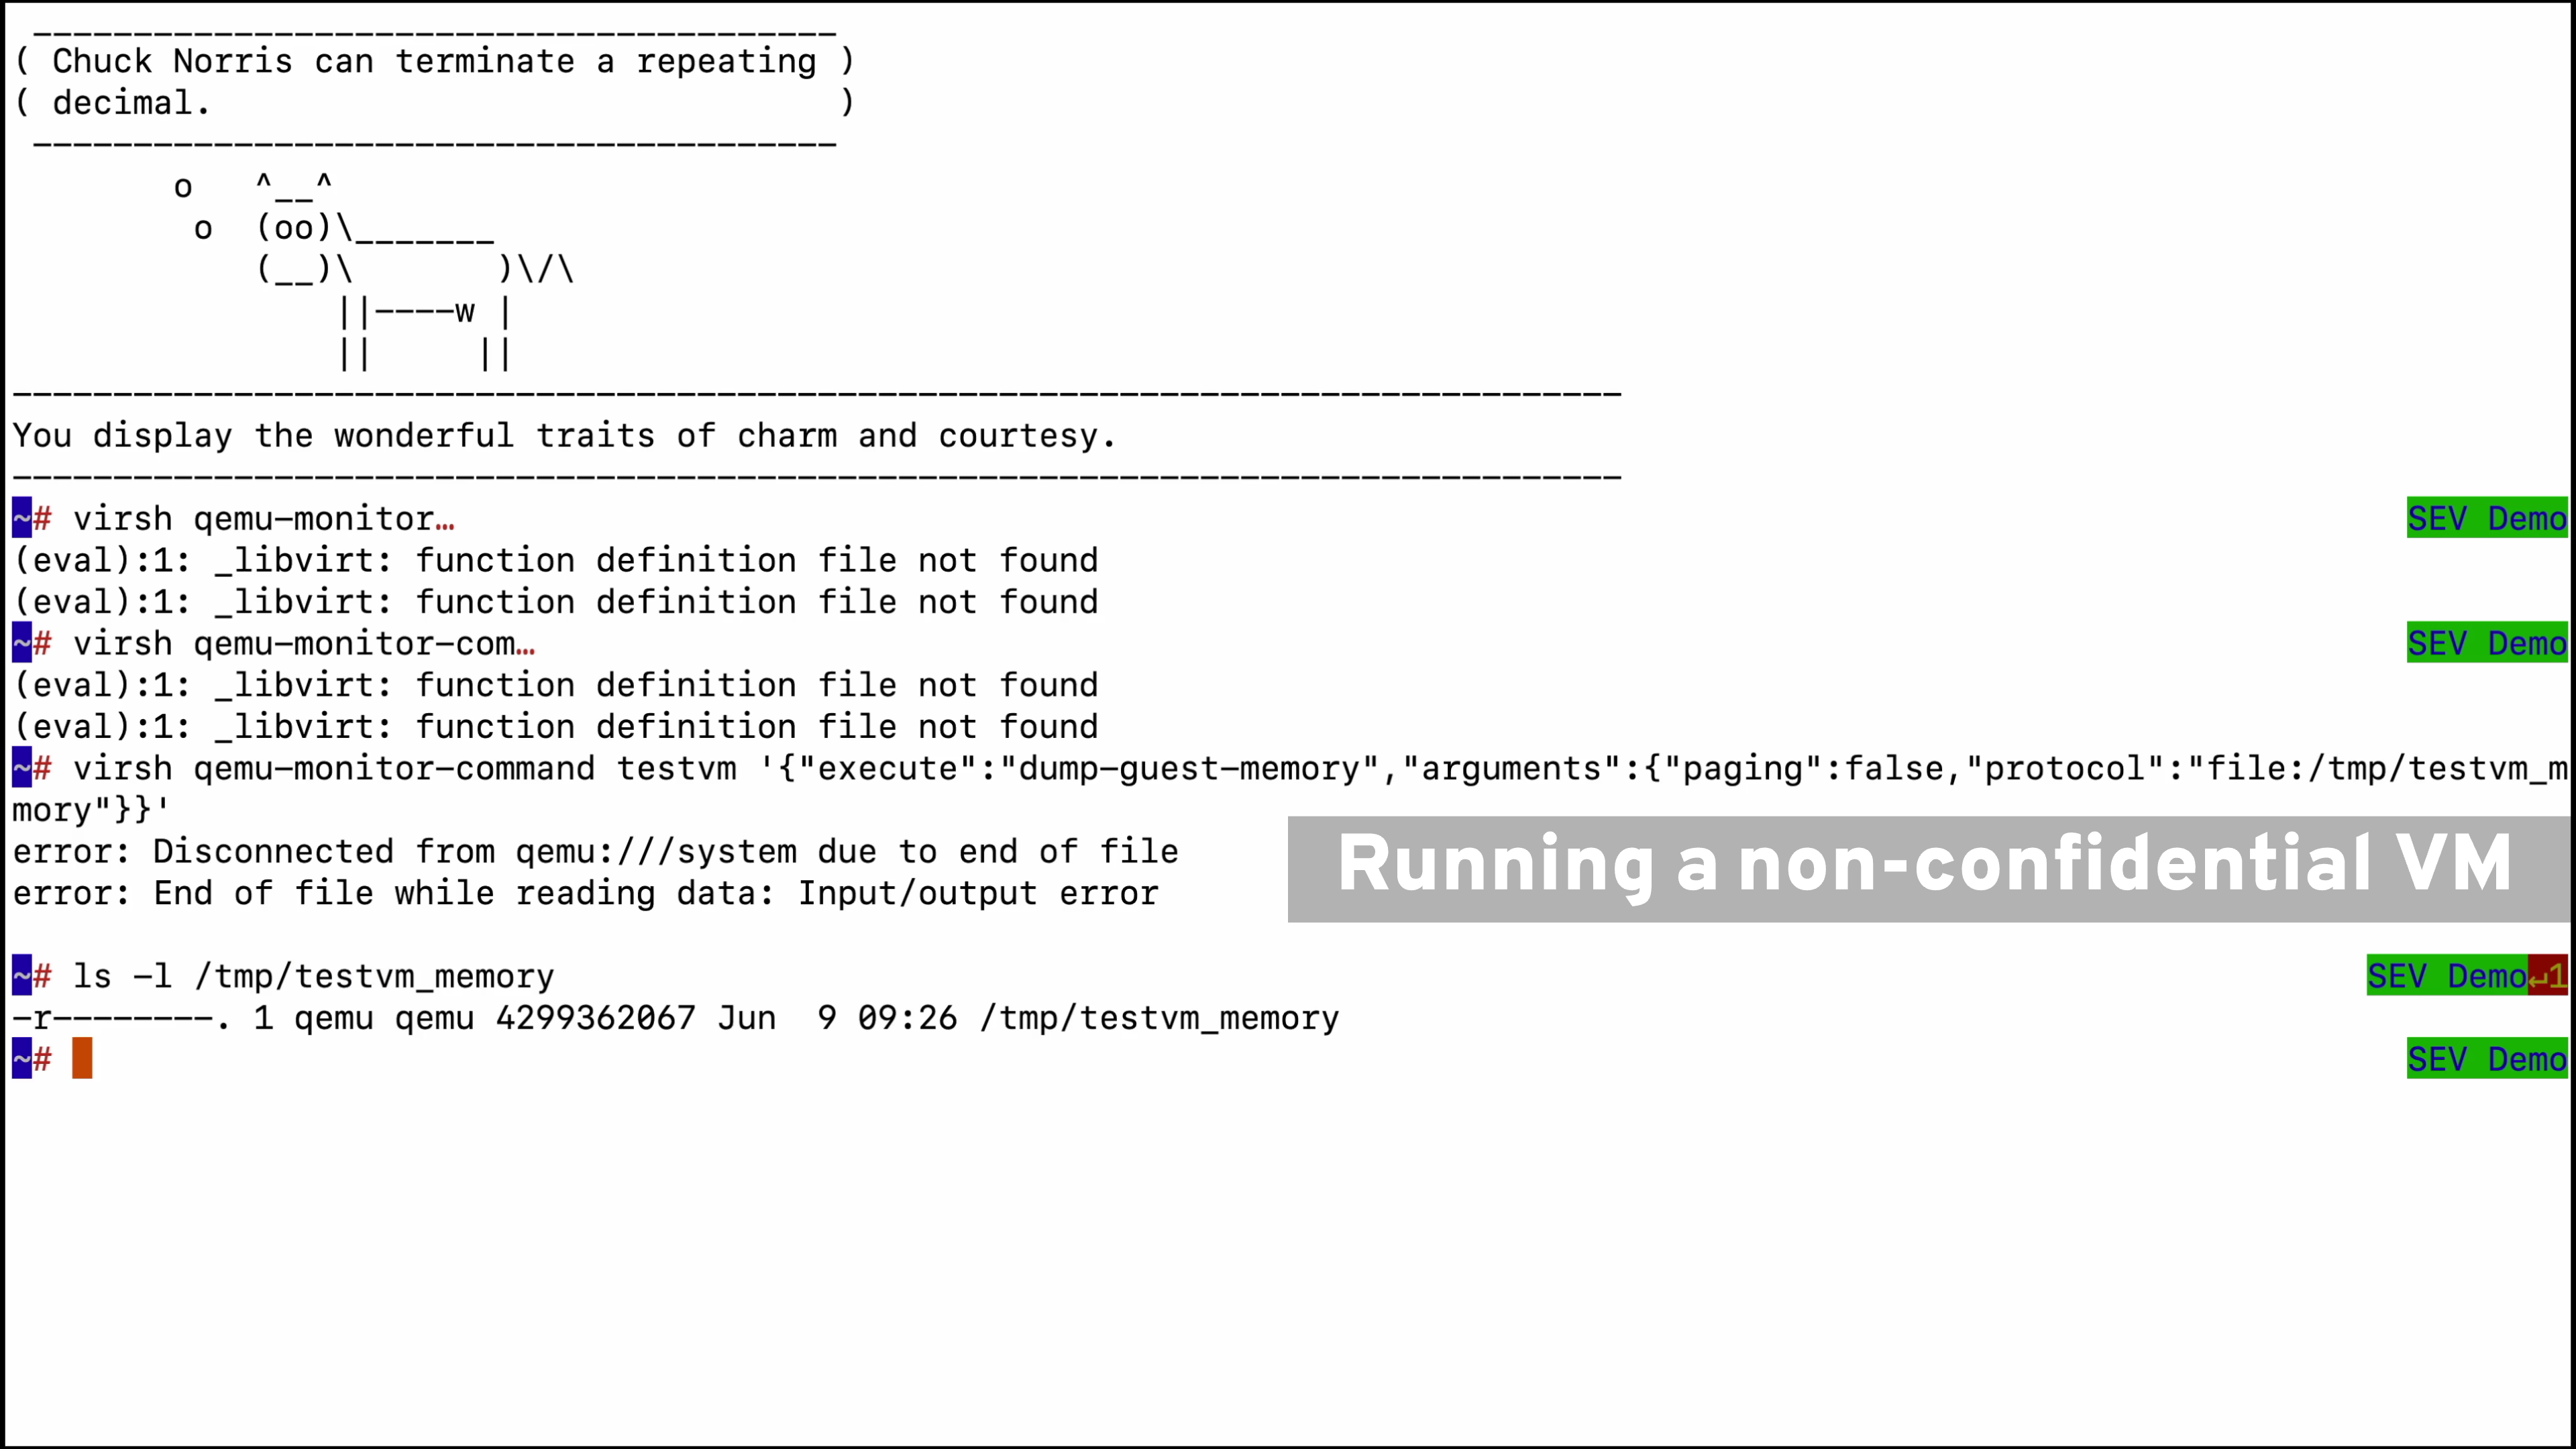 ________________________________________
( Chuck Norris can terminate a repeating )
( decimal.                               )
 ----------------------------------------
        o   ^__^
         o  (oo)\_______
            (__)\       )\/\
                ||----w |
                ||     ||
--------------------------------------------------------------------------------
You display the wonderful traits of charm and courtesy.
--------------------------------------------------------------------------------
~# virsh qemu-monitor… SEV Demo
(eval):1: _libvirt: function definition file not found
(eval):1: _libvirt: function definition file not found
~# virsh qemu-monitor-com… SEV Demo
(eval):1: _libvirt: function definition file not found
(eval):1: _libvirt: function definition file not found
~# virsh qemu-monitor-command testvm '{"execute":"dump-guest-memory","arguments":{"paging":false,"protocol":"file:/tmp/testvm_m
mory"}}'
error: Disconnected from qemu:///system due to end of file
Running a non-confidential VM
error: End of file while reading data: Input/output error
~# ls -l /tmp/testvm_memory SEV Demo↵1
-r--------. 1 qemu qemu 4299362067 Jun  9 09:26 /tmp/testvm_memory
~# SEV Demo